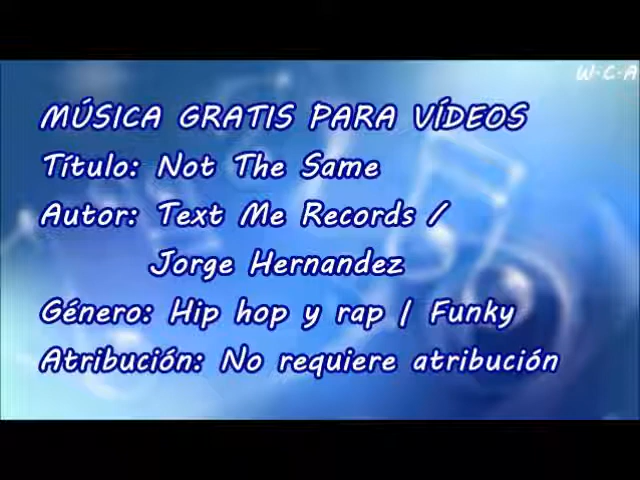 W-C-A
MÚSICA GRATIS PARA VÍDEOS
Título: Not The Same
Autor: Text Me Records /
Jorge Hernandez
Género: Hip hop y rap | Funky
Atribución: No requiere atribución